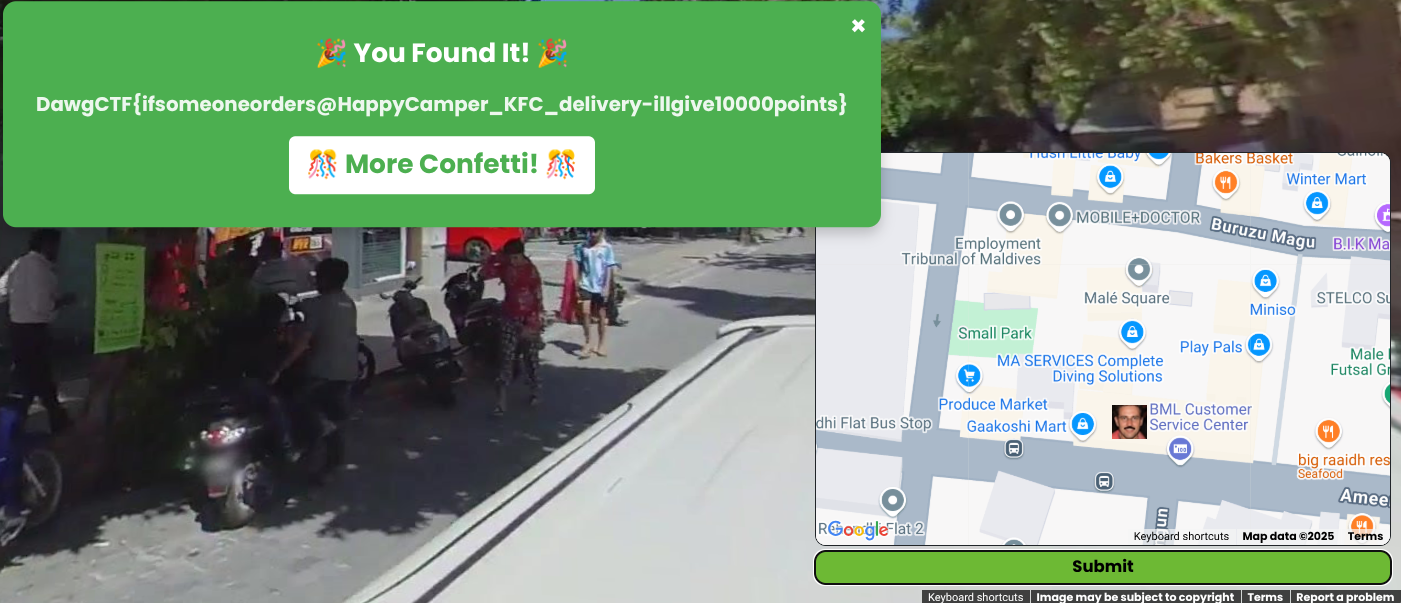 ✖
🎉 You Found It! 🎉
DawgCTF{ifsomeoneorders@HappyCamper_KFC_delivery-illgive10000points}
🎊 More Confetti! 🎊
Hush Little Baby
Bakers Basket
Winter Mart
MOBILE+DOCTOR
Buruzu Magu
B.I.K Ma
Employment
Tribunal of Maldives
Malé Square
Miniso
STELCO Su
Small Park
Play Pals
MA SERVICES Complete
Diving Solutions
Male
Futsal Gr
Produce Market
BML Customer
Service Center
dhi Flat Bus Stop
Gaakoshi Mart
big raaidh res
Seafood
Amee
Flat 2
un
Google
Keyboard shortcuts
Map data ©2025
Terms
Submit
Keyboard shortcuts
Image may be subject to copyright
Terms
Report a problem